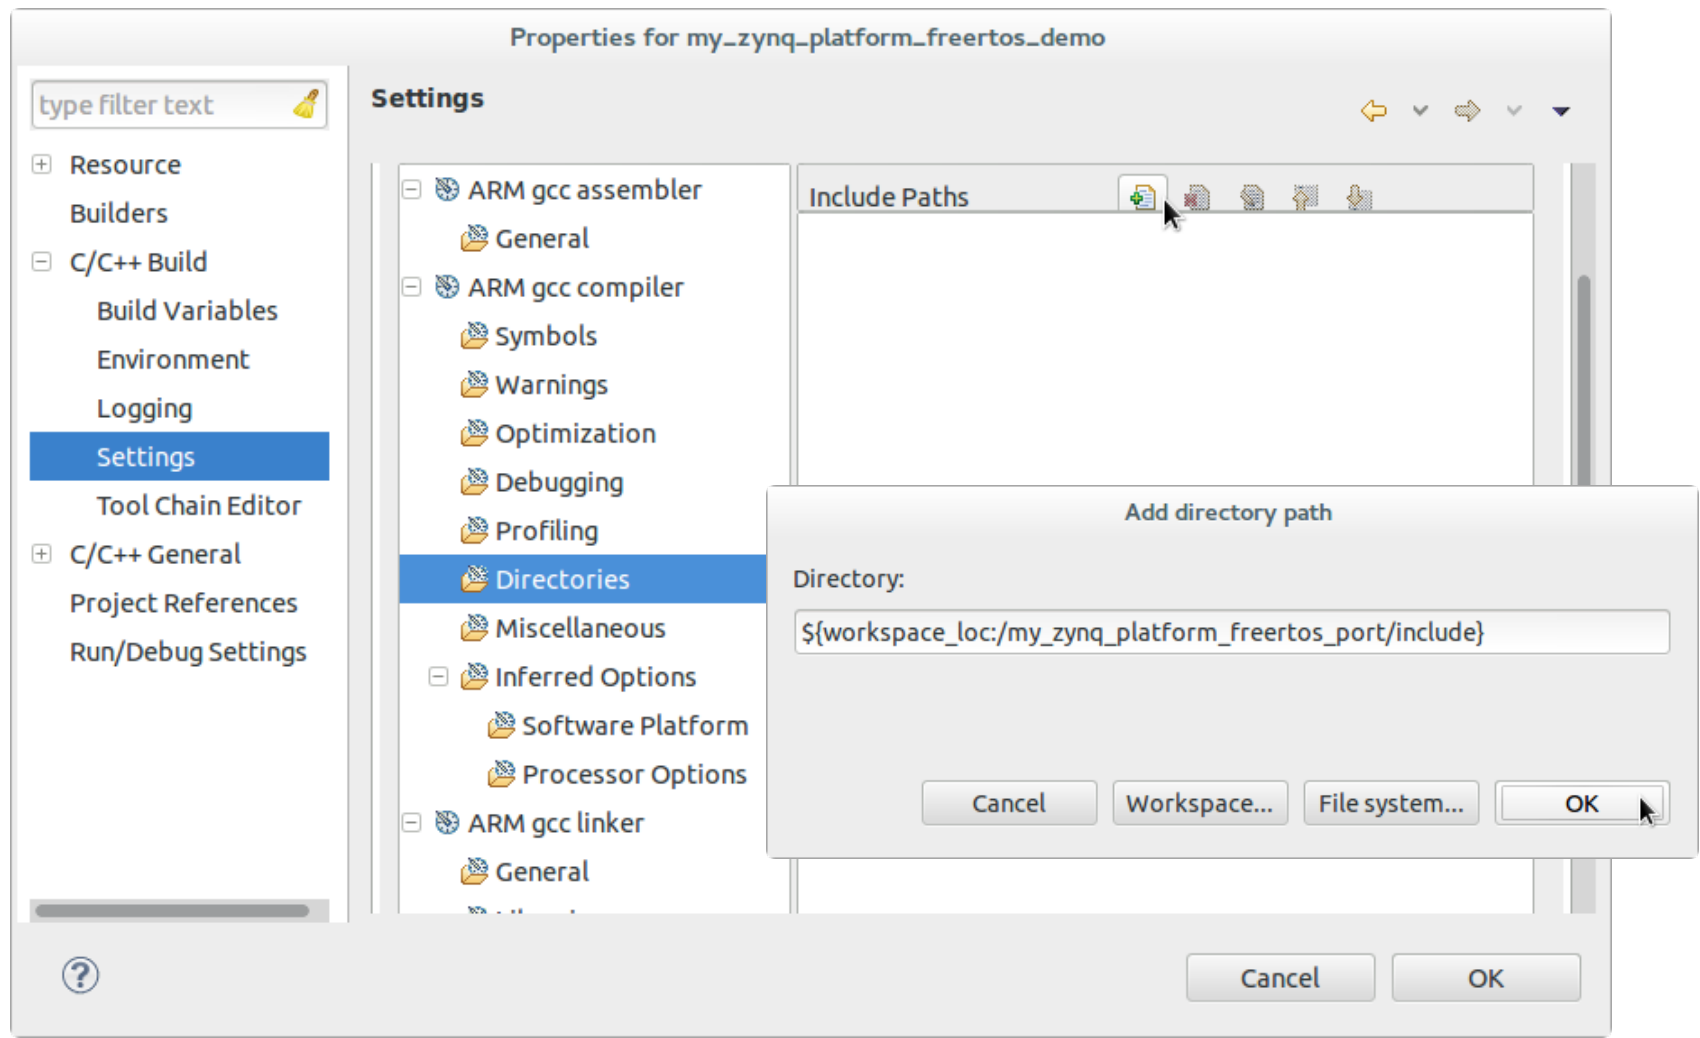 Properties for my_zynq_platform_freertos_demo
type filter text
Resource
Builders
C/C++ Build
Build Variables
Environment
Logging
Settings
Tool Chain Editor
C/C++ General
Project References
Run/Debug Settings
Settings
ARM gcc assembler
General
ARM gcc compiler
Symbols
Warnings
Optimization
Debugging
Profiling
Directories
Miscellaneous
Inferred Options
Software Platform
Processor Options
ARM gcc linker
General
Include Paths
Add directory path
Directory:
${workspace_loc:/my_zynq_platform_freertos_port/include}
Cancel
Workspace...
File system...
OK
Cancel
OK